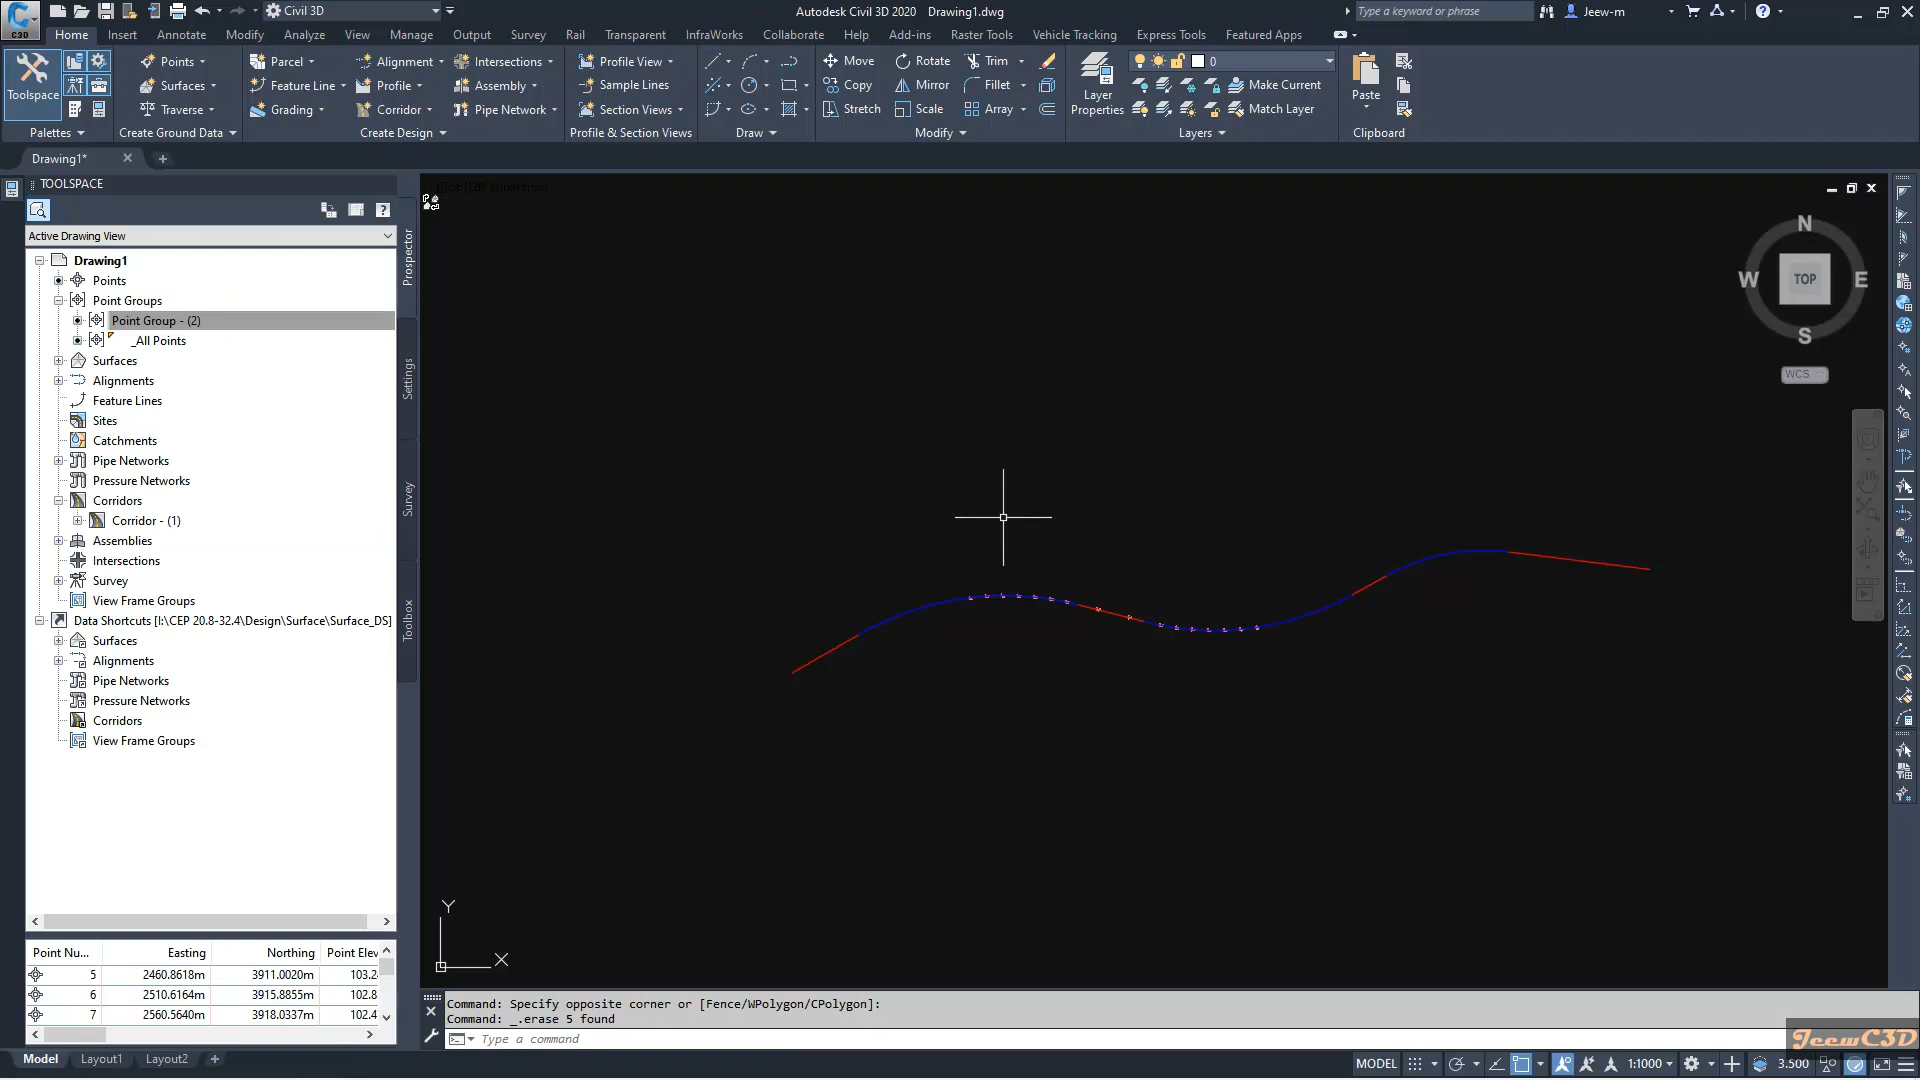 Civil 3D
Autodesk Civil 3D 2020 Drawing1.dwg
Type a keyword or phrase
Jeew-m
C3D
Home Insert Annotate Modify Analyze View Manage Output Survey Rail Transparent InfraWorks Collaborate Help Add-ins Raster Tools Vehicle Tracking Express Tools Featured Apps
Toolspace
Palettes
Points
Surfaces
Traverse
Create Ground Data
Parcel
Feature Line
Grading
Alignment
Profile
Corridor
Intersections
Assembly
Pipe Network
Create Design
Profile View
Sample Lines
Section Views
Profile & Section Views
Draw
Move
Copy
Stretch
Rotate
Mirror
Scale
Trim
Fillet
Array
Modify
Layer
Properties
0
Make Current
Match Layer
Layers
Paste
Clipboard
Drawing1*
TOOLSPACE
Active Drawing View
Drawing1
Points
Point Groups
Point Group - (2)
_All Points
Surfaces
Alignments
Feature Lines
Sites
Catchments
Pipe Networks
Pressure Networks
Corridors
Corridor - (1)
Assemblies
Intersections
Survey
View Frame Groups
Data Shortcuts [I:\CEP 20.8-32.4\Design\Surface\Surface_DS]
Surfaces
Alignments
Pipe Networks
Pressure Networks
Corridors
View Frame Groups
Prospector
Settings
Survey
Toolbox
Point Nu... Easting Northing Point Elev
5 2460.8618m 3911.0020m 103.2
6 2510.6164m 3915.8855m 102.8
7 2560.5640m 3918.0337m 102.4
N
W TOP E
S
WCS
Y
X
Command: Specify opposite corner or [Fence/WPolygon/CPolygon]:
Command: _.erase 5 found
Type a command
JeewC3D
Model Layout1 Layout2
MODEL
1:1000
3.500